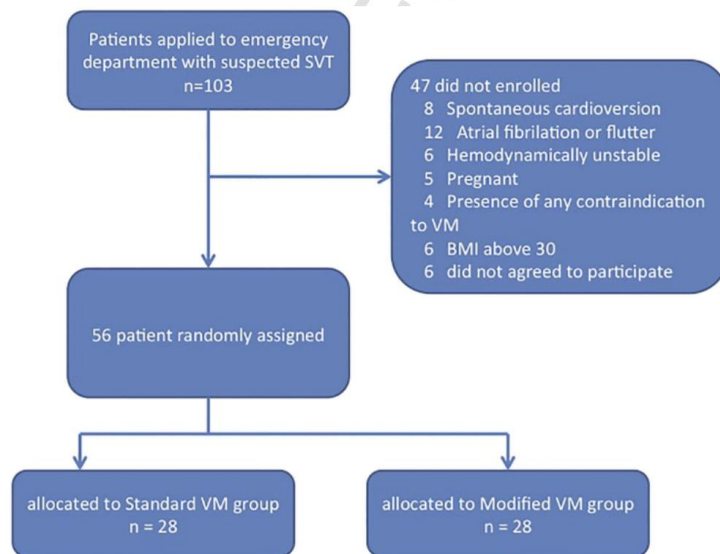 Patients applied to emergency
department with suspected SVT
n=103
47 did not enrolled
8 Spontaneous cardioversion
12 Atrial fibrilation or flutter
6 Hemodynamically unstable
5 Pregnant
4 Presence of any contraindication
to VM
6 BMI above 30
6 did not agreed to participate
56 patient randomly assigned
allocated to Standard VM group
n = 28
allocated to Modified VM group
n = 28